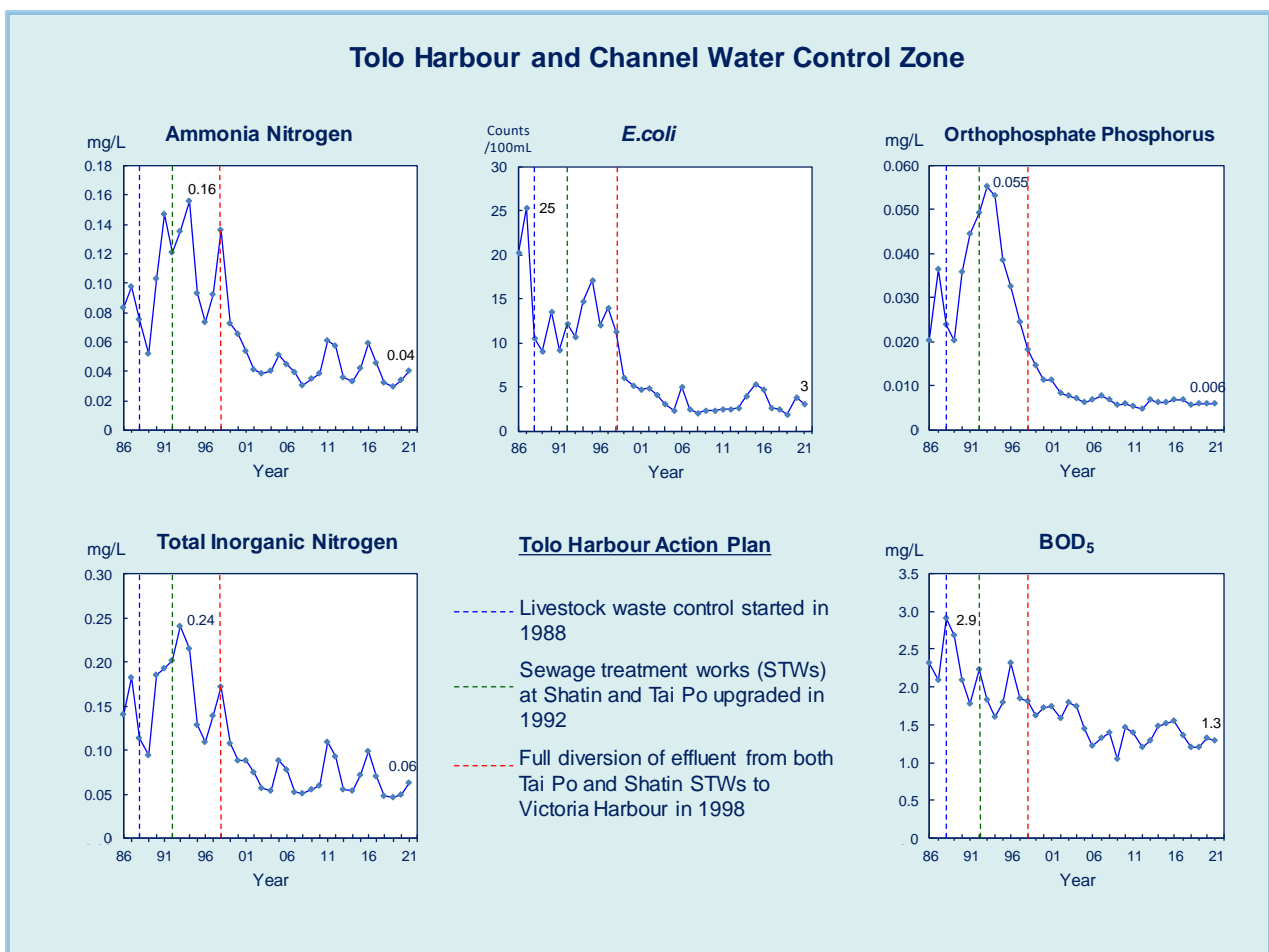 Tolo Harbour and Channel Water Control Zone
Ammonia Nitrogen
mg/L
0.18
0.16
0.14
0.12
0.10
0.08
0.06
0.04
0.02
0
0.16
0.04
86 91 96 01 06 11 16 21
Year
E.coli
Counts
/100mL
30
25
20
15
10
5
0
25
3
86 91 96 01 06 11 16 21
Year
Orthophosphate Phosphorus
mg/L
0.060
0.050
0.040
0.030
0.020
0.010
0
0.055
0.006
86 91 96 01 06 11 16 21
Year
Total Inorganic Nitrogen
mg/L
0.30
0.25
0.20
0.15
0.10
0.05
0
0.24
0.06
86 91 96 01 06 11 16 21
Year
Tolo Harbour Action Plan
Livestock waste control started in
1988
Sewage treatment works (STWs)
at Shatin and Tai Po upgraded in
1992
Full diversion of effluent from both
Tai Po and Shatin STWs to
Victoria Harbour in 1998
BOD₅
mg/L
3.5
3.0
2.5
2.0
1.5
1.0
0.5
0
2.9
1.3
86 91 96 01 06 11 16 21
Year